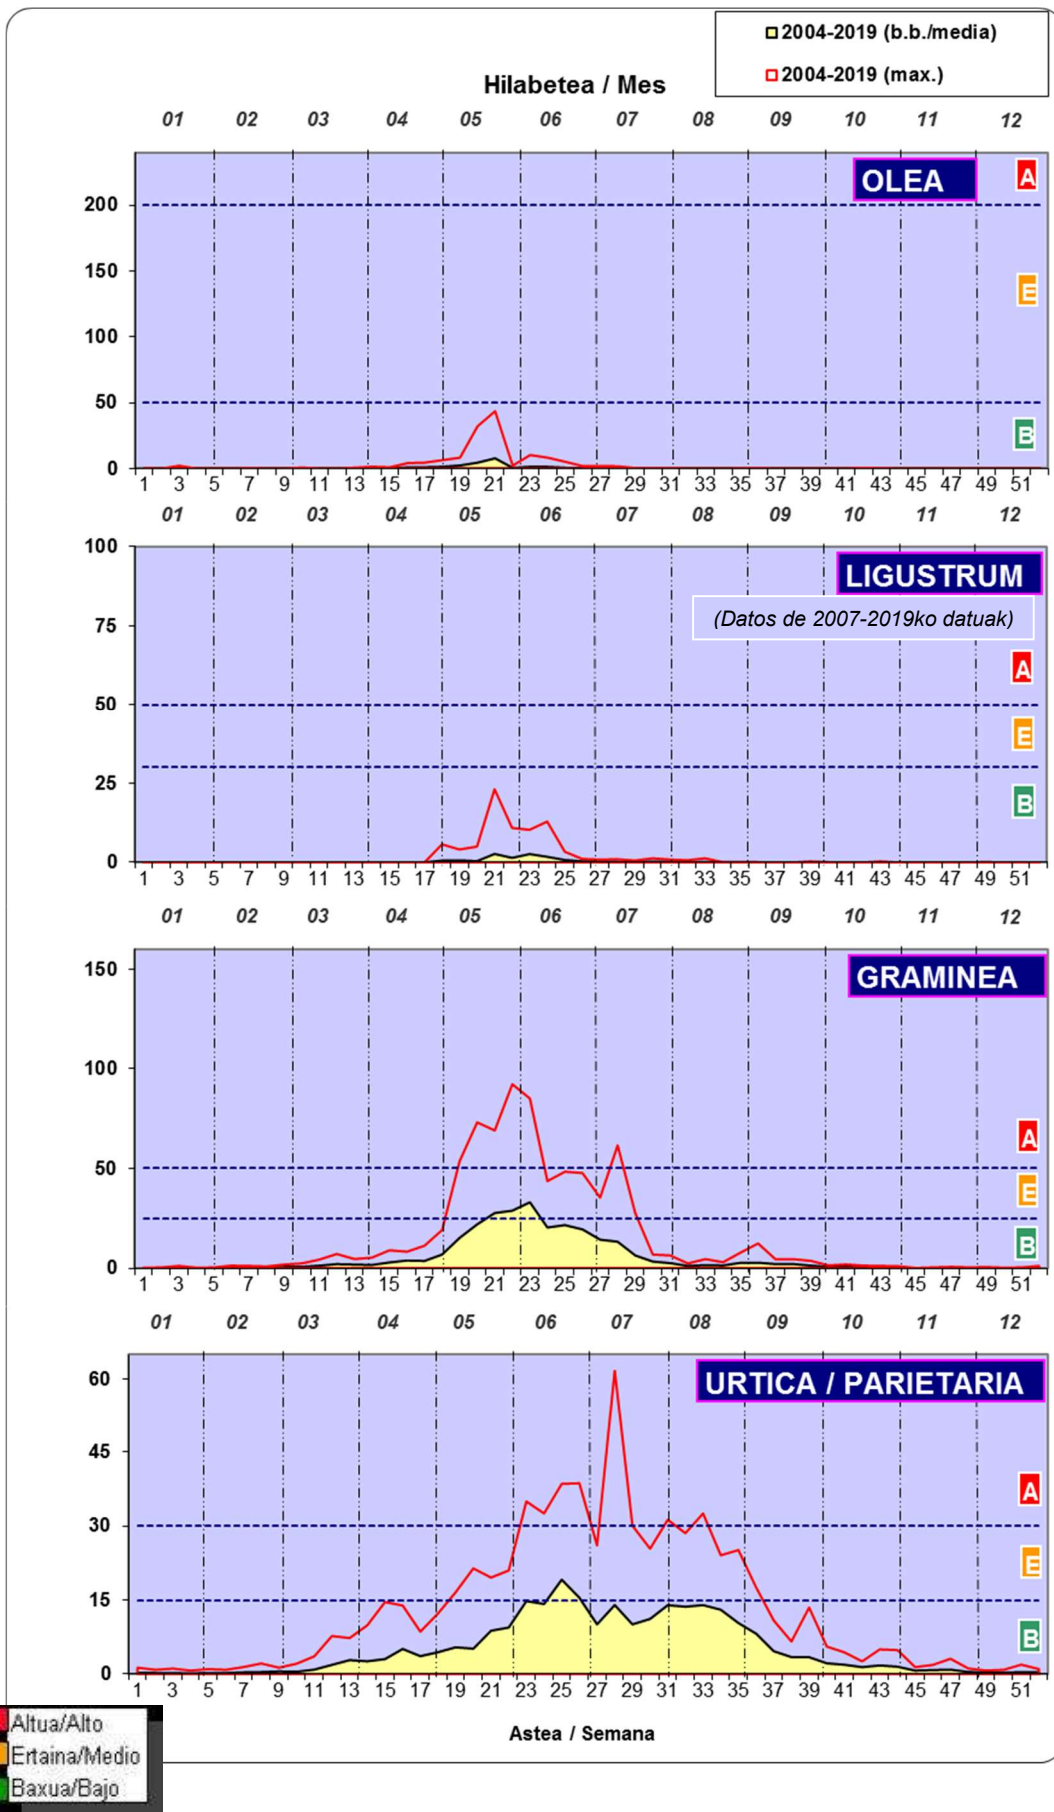 2004-2019 (b.b./media)
2004-2019 (max.)
Hilabetea / Mes
01 02 03 04 05 06 07 08 09 10 11 12
OLEA
A
200
150
E
100
50
B
0
1 3 5 7 9 11 13 15 17 19 21 23 25 27 29 31 33 35 37 39 41 43 45 47 49 51
01 02 03 04 05 06 07 08 09 10 11 12
100
LIGUSTRUM
(Datos de 2007-2019ko datuak)
75
A
50
E
25
B
0
1 3 5 7 9 11 13 15 17 19 21 23 25 27 29 31 33 35 37 39 41 43 45 47 49 51
01 02 03 04 05 06 07 08 09 10 11 12
150
GRAMINEA
100
A
50
E
B
0
1 3 5 7 9 11 13 15 17 19 21 23 25 27 29 31 33 35 37 39 41 43 45 47 49 51
01 02 03 04 05 06 07 08 09 10 11 12
60
URTICA / PARIETARIA
45
A
30
E
15
B
0
1 3 5 7 9 11 13 15 17 19 21 23 25 27 29 31 33 35 37 39 41 43 45 47 49 51
Altua/Alto
Ertaina/Medio
Baxua/Bajo
Astea / Semana